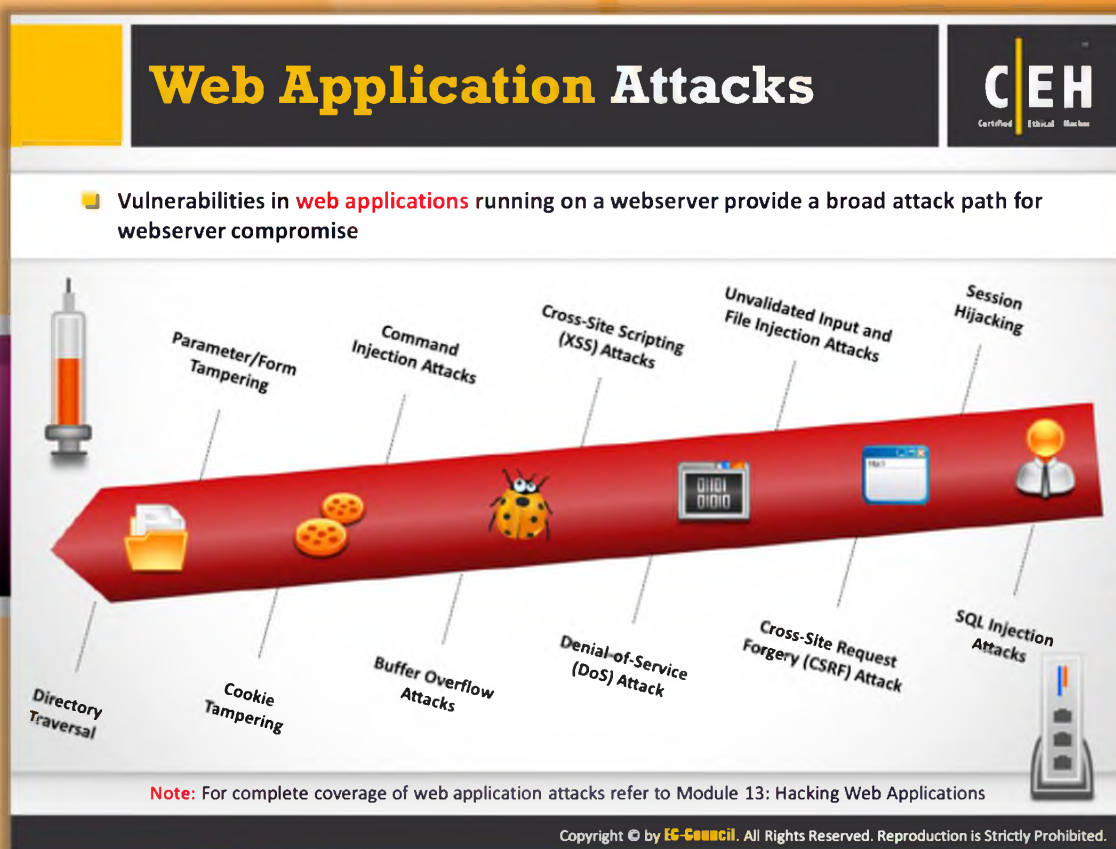 Web Application Attacks
C EH
Certified Ethical Hacker
Vulnerabilities in web applications running on a webserver provide a broad attack path for
webserver compromise
Parameter/Form
Tampering
Command
Injection Attacks
Cross-Site Scripting
(XSS) Attacks
Unvalidated Input and
File Injection Attacks
Session
Hijacking
01101
01010
Directory
Traversal
Cookie
Tampering
Buffer Overflow
Attacks
Denial-of-Service
(DoS) Attack
Cross-Site Request
Forgery (CSRF) Attack
SQL Injection
Attacks
Note: For complete coverage of web application attacks refer to Module 13: Hacking Web Applications
Copyright © by EC-Council. All Rights Reserved. Reproduction is Strictly Prohibited.